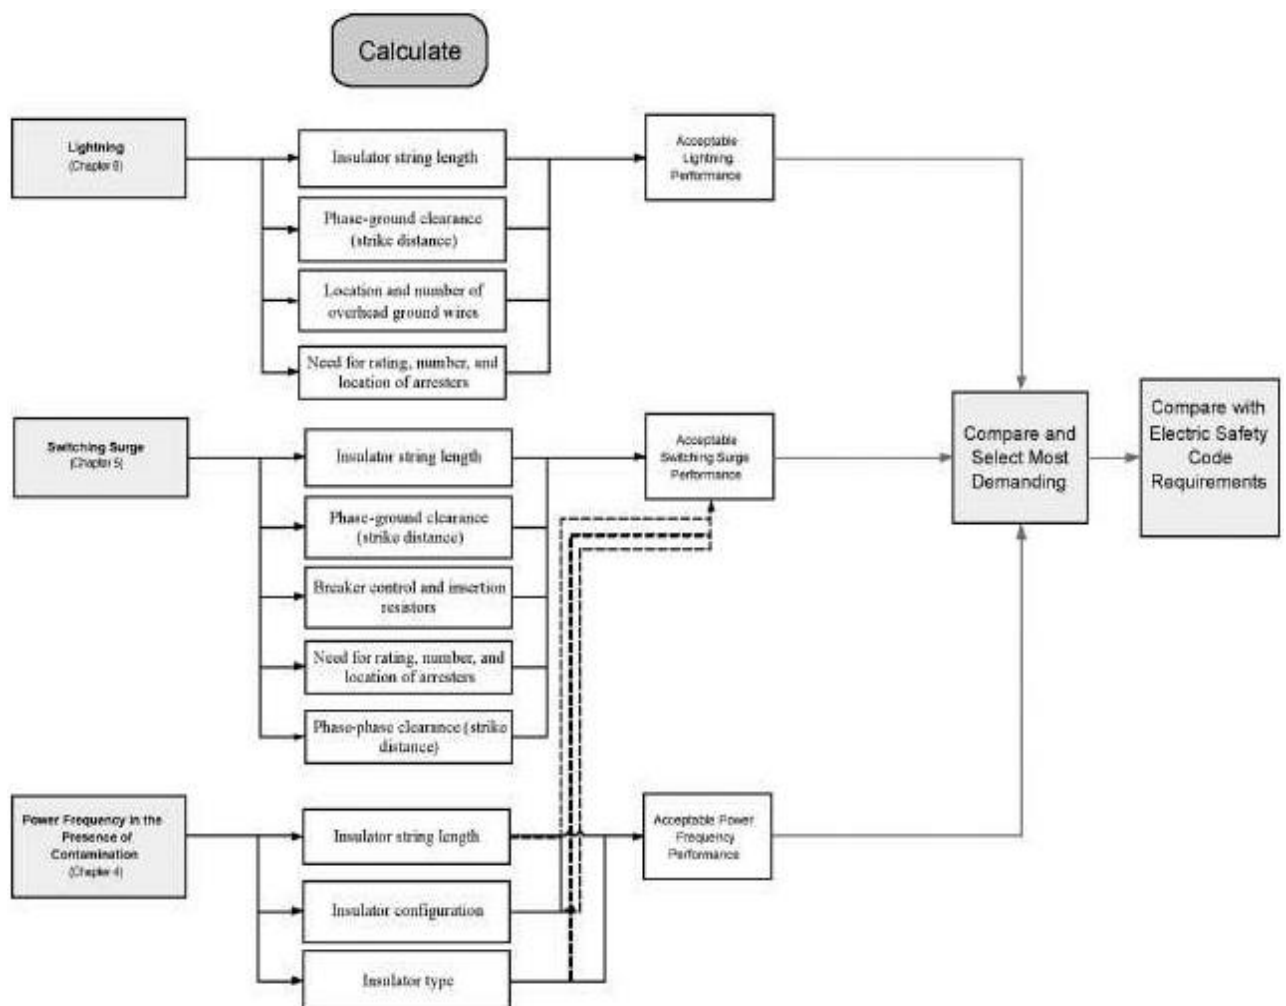 Calculate
Lightning
(Chapter 6)
Insulator string length
Phase-ground clearance
(strike distance)
Location and number of
overhead ground wires
Need for rating, number, and
location of arresters
Acceptable
Lightning
Performance
Switching Surge
(Chapter 5)
Insulator string length
Phase-ground clearance
(strike distance)
Breaker control and insertion
resistors
Need for rating, number, and
location of arresters
Phase-phase clearance (strike
distance)
Acceptable
Switching Surge
Performance
Compare and
Select Most
Demanding
Compare with
Electric Safety
Code
Requirements
Power Frequency in the
Presence of
Contamination
(Chapter 4)
Insulator string length
Insulator configuration
Insulator type
Acceptable Power
Frequency
Performance